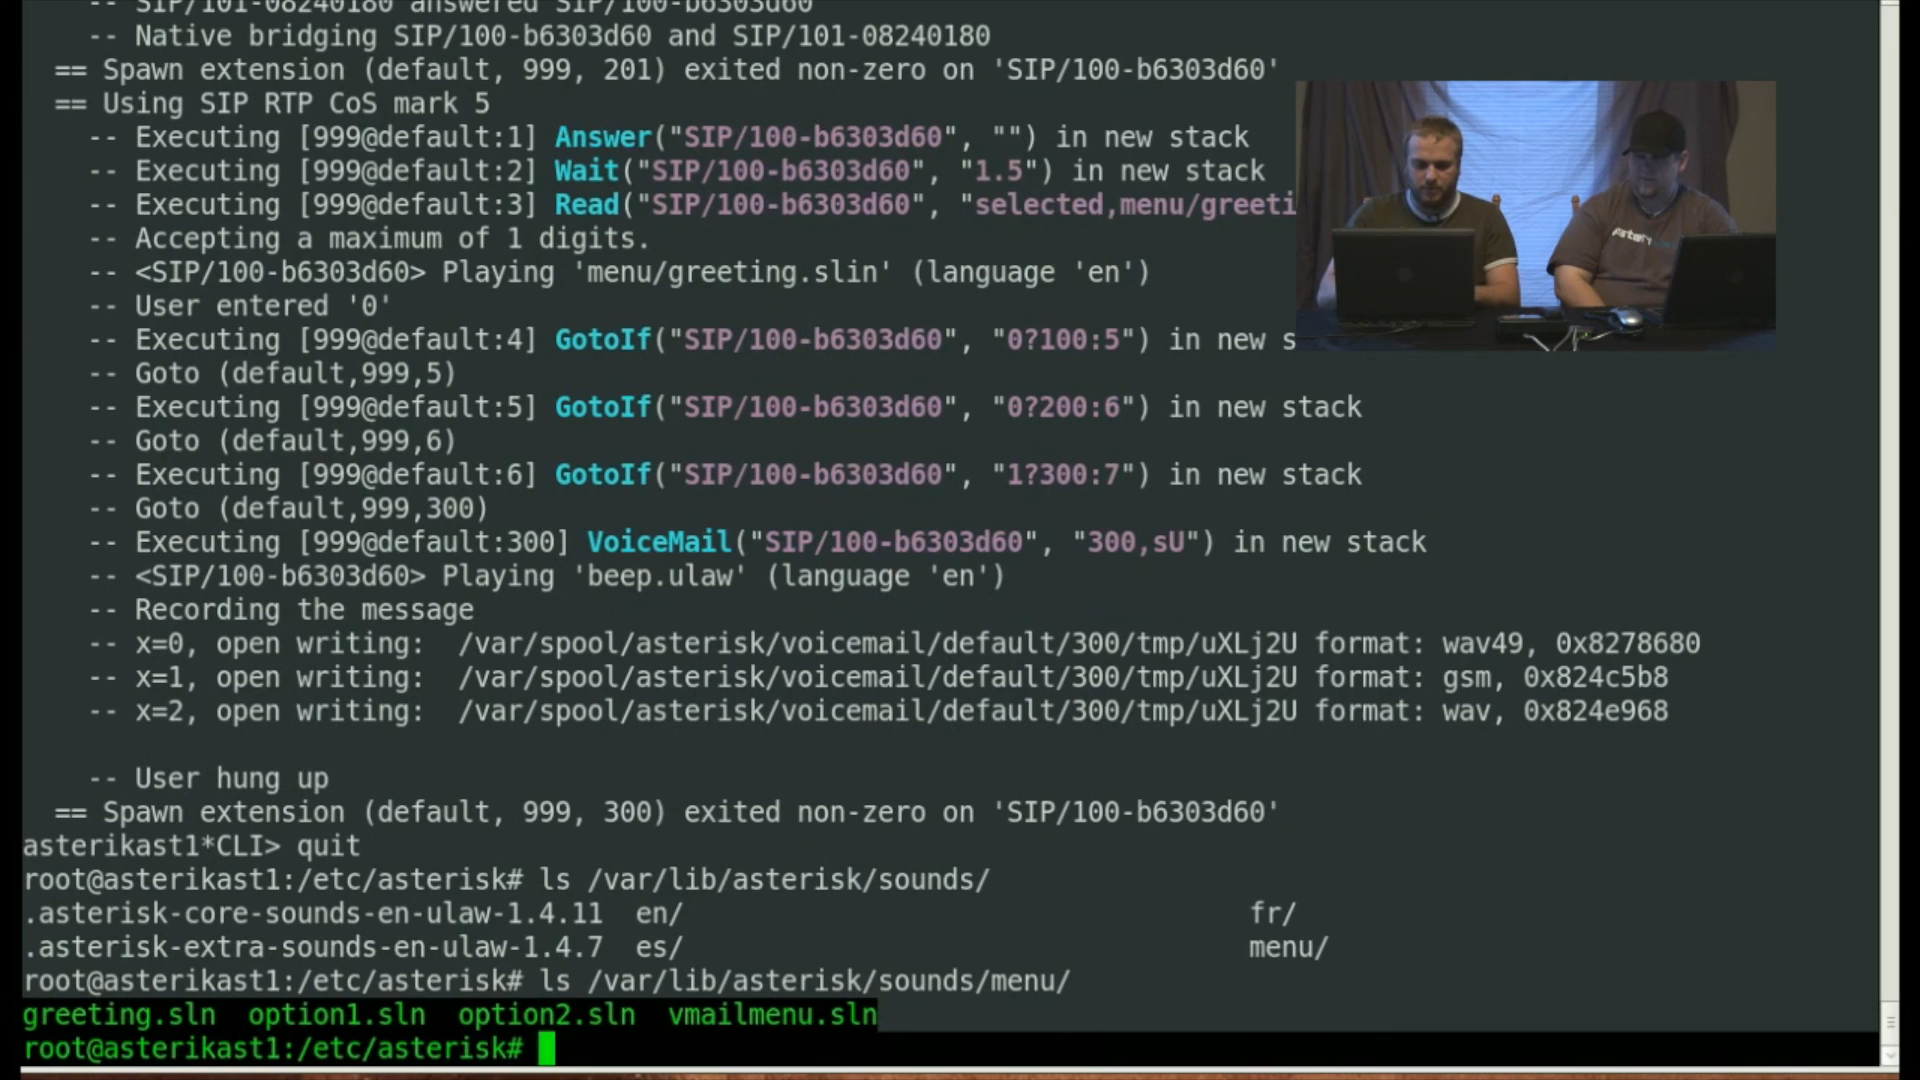 -- SIP/101-08240180 answered SIP/100-b6303d60
-- Native bridging SIP/100-b6303d60 and SIP/101-08240180
== Spawn extension (default, 999, 201) exited non-zero on 'SIP/100-b6303d60'
== Using SIP RTP CoS mark 5
-- Executing [999@default:1] Answer("SIP/100-b6303d60", "") in new stack
-- Executing [999@default:2] Wait("SIP/100-b6303d60", "1.5") in new stack
-- Executing [999@default:3] Read("SIP/100-b6303d60", "selected,menu/greeti
-- Accepting a maximum of 1 digits.
-- <SIP/100-b6303d60> Playing 'menu/greeting.slin' (language 'en')
-- User entered '0'
-- Executing [999@default:4] GotoIf("SIP/100-b6303d60", "0?100:5") in new s
-- Goto (default,999,5)
-- Executing [999@default:5] GotoIf("SIP/100-b6303d60", "0?200:6") in new stack
-- Goto (default,999,6)
-- Executing [999@default:6] GotoIf("SIP/100-b6303d60", "1?300:7") in new stack
-- Goto (default,999,300)
-- Executing [999@default:300] VoiceMail("SIP/100-b6303d60", "300,sU") in new stack
-- <SIP/100-b6303d60> Playing 'beep.ulaw' (language 'en')
-- Recording the message
-- x=0, open writing:  /var/spool/asterisk/voicemail/default/300/tmp/uXLj2U format: wav49, 0x8278680
-- x=1, open writing:  /var/spool/asterisk/voicemail/default/300/tmp/uXLj2U format: gsm, 0x824c5b8
-- x=2, open writing:  /var/spool/asterisk/voicemail/default/300/tmp/uXLj2U format: wav, 0x824e968
-- User hung up
== Spawn extension (default, 999, 300) exited non-zero on 'SIP/100-b6303d60'
asterikast1*CLI> quit
root@asterikast1:/etc/asterisk# ls /var/lib/asterisk/sounds/
.asterisk-core-sounds-en-ulaw-1.4.11  en/  fr/
.asterisk-extra-sounds-en-ulaw-1.4.7  es/  menu/
root@asterikast1:/etc/asterisk# ls /var/lib/asterisk/sounds/menu/
greeting.sln  option1.sln  option2.sln  vmailmenu.sln
root@asterikast1:/etc/asterisk#